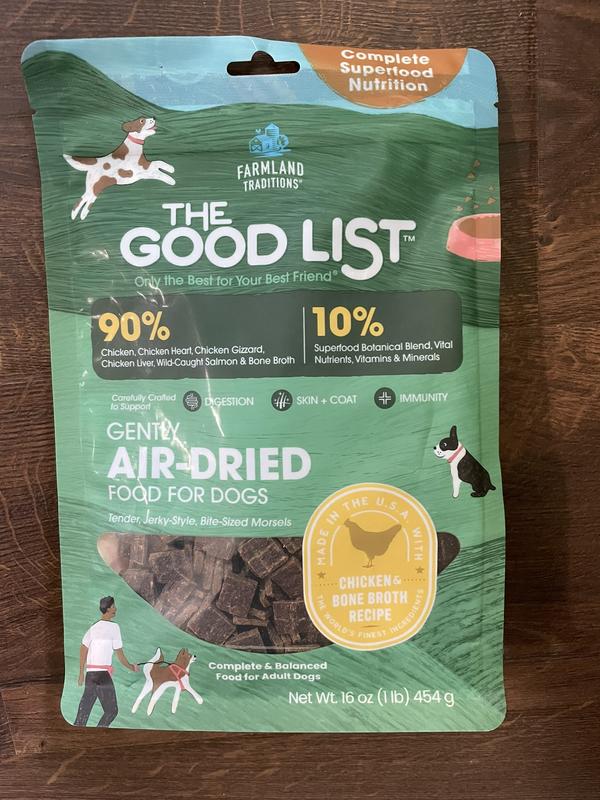 Complete
Superfood
Nutrition
FARMLAND
TRADITIONS®
THE
GOOD LIST™
Only the Best for Your Best Friend®
90%
Chicken, Chicken Heart, Chicken Gizzard,
Chicken Liver, Wild-Caught Salmon & Bone Broth
10%
Superfood Botanical Blend, Vital
Nutrients, Vitamins & Minerals
Carefully Crafted
to Support
DIGESTION
SKIN + COAT
IMMUNITY
GENTLY
AIR-DRIED
FOOD FOR DOGS
Tender, Jerky-Style, Bite-Sized Morsels
MADE IN THE U.S.A. WITH
CHICKEN &
BONE BROTH
RECIPE
THE WORLD'S FINEST INGREDIENTS
Complete & Balanced
Food for Adult Dogs
Net Wt. 16 oz (1 lb) 454 g